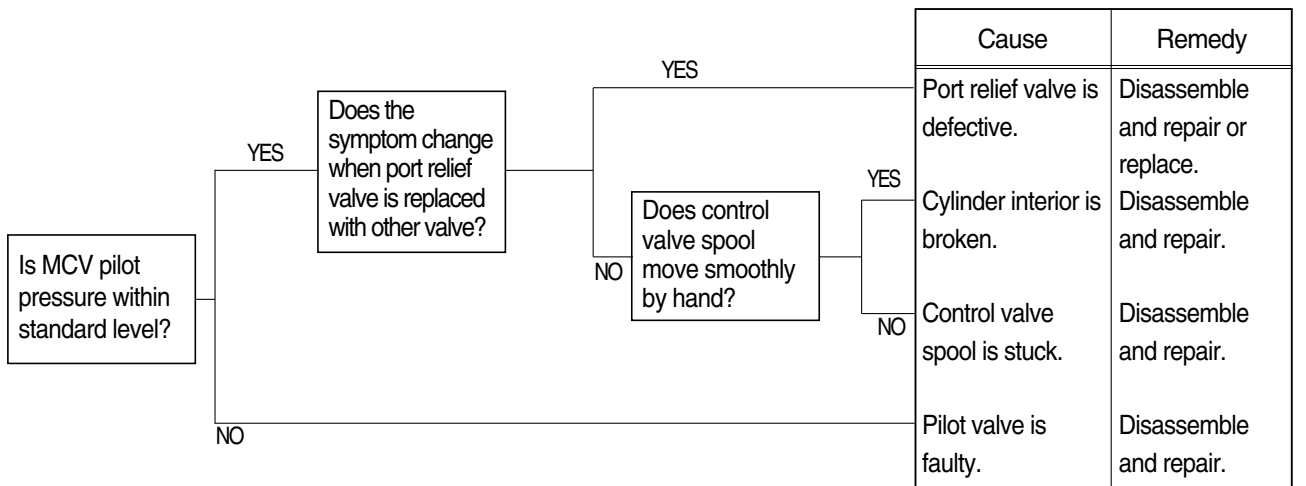 Is MCV pilot
pressure within
standard level?
YES
NO
Does the
symptom change
when port relief
valve is replaced
with other valve?
YES
NO
Does control
valve spool
move smoothly
by hand?
YES
NO
Cause
Remedy
Port relief valve is
defective.
Disassemble
and repair or
replace.
Cylinder interior is
broken.
Disassemble
and repair.
Control valve
spool is stuck.
Disassemble
and repair.
Pilot valve is
faulty.
Disassemble
and repair.